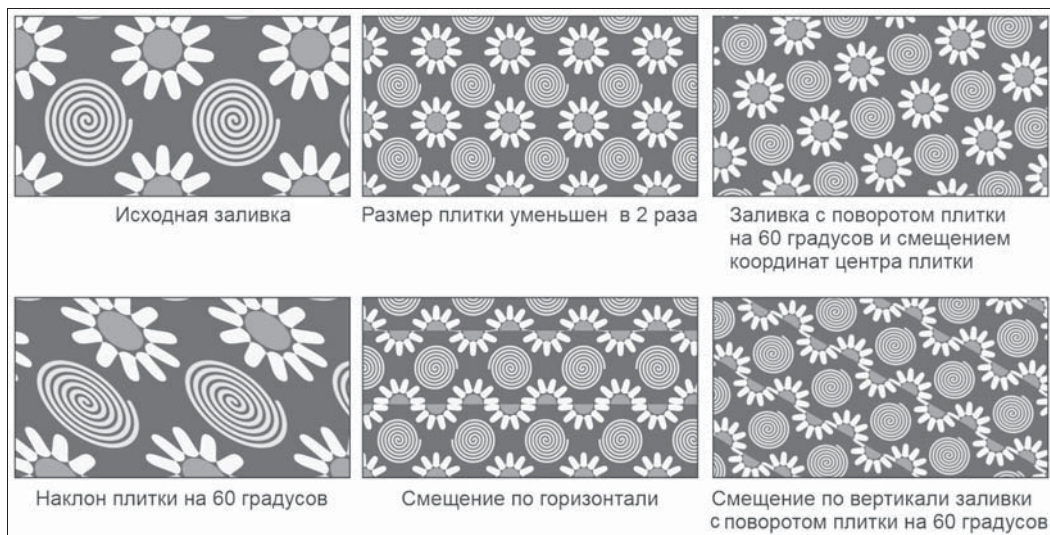 Исходная заливка
Размер плитки уменьшен в 2 раза
Заливка с поворотом плитки
на 60 градусов и смещением
координат центра плитки
Наклон плитки на 60 градусов
Смещение по горизонтали
Смещение по вертикали заливки
с поворотом плитки на 60 градусов